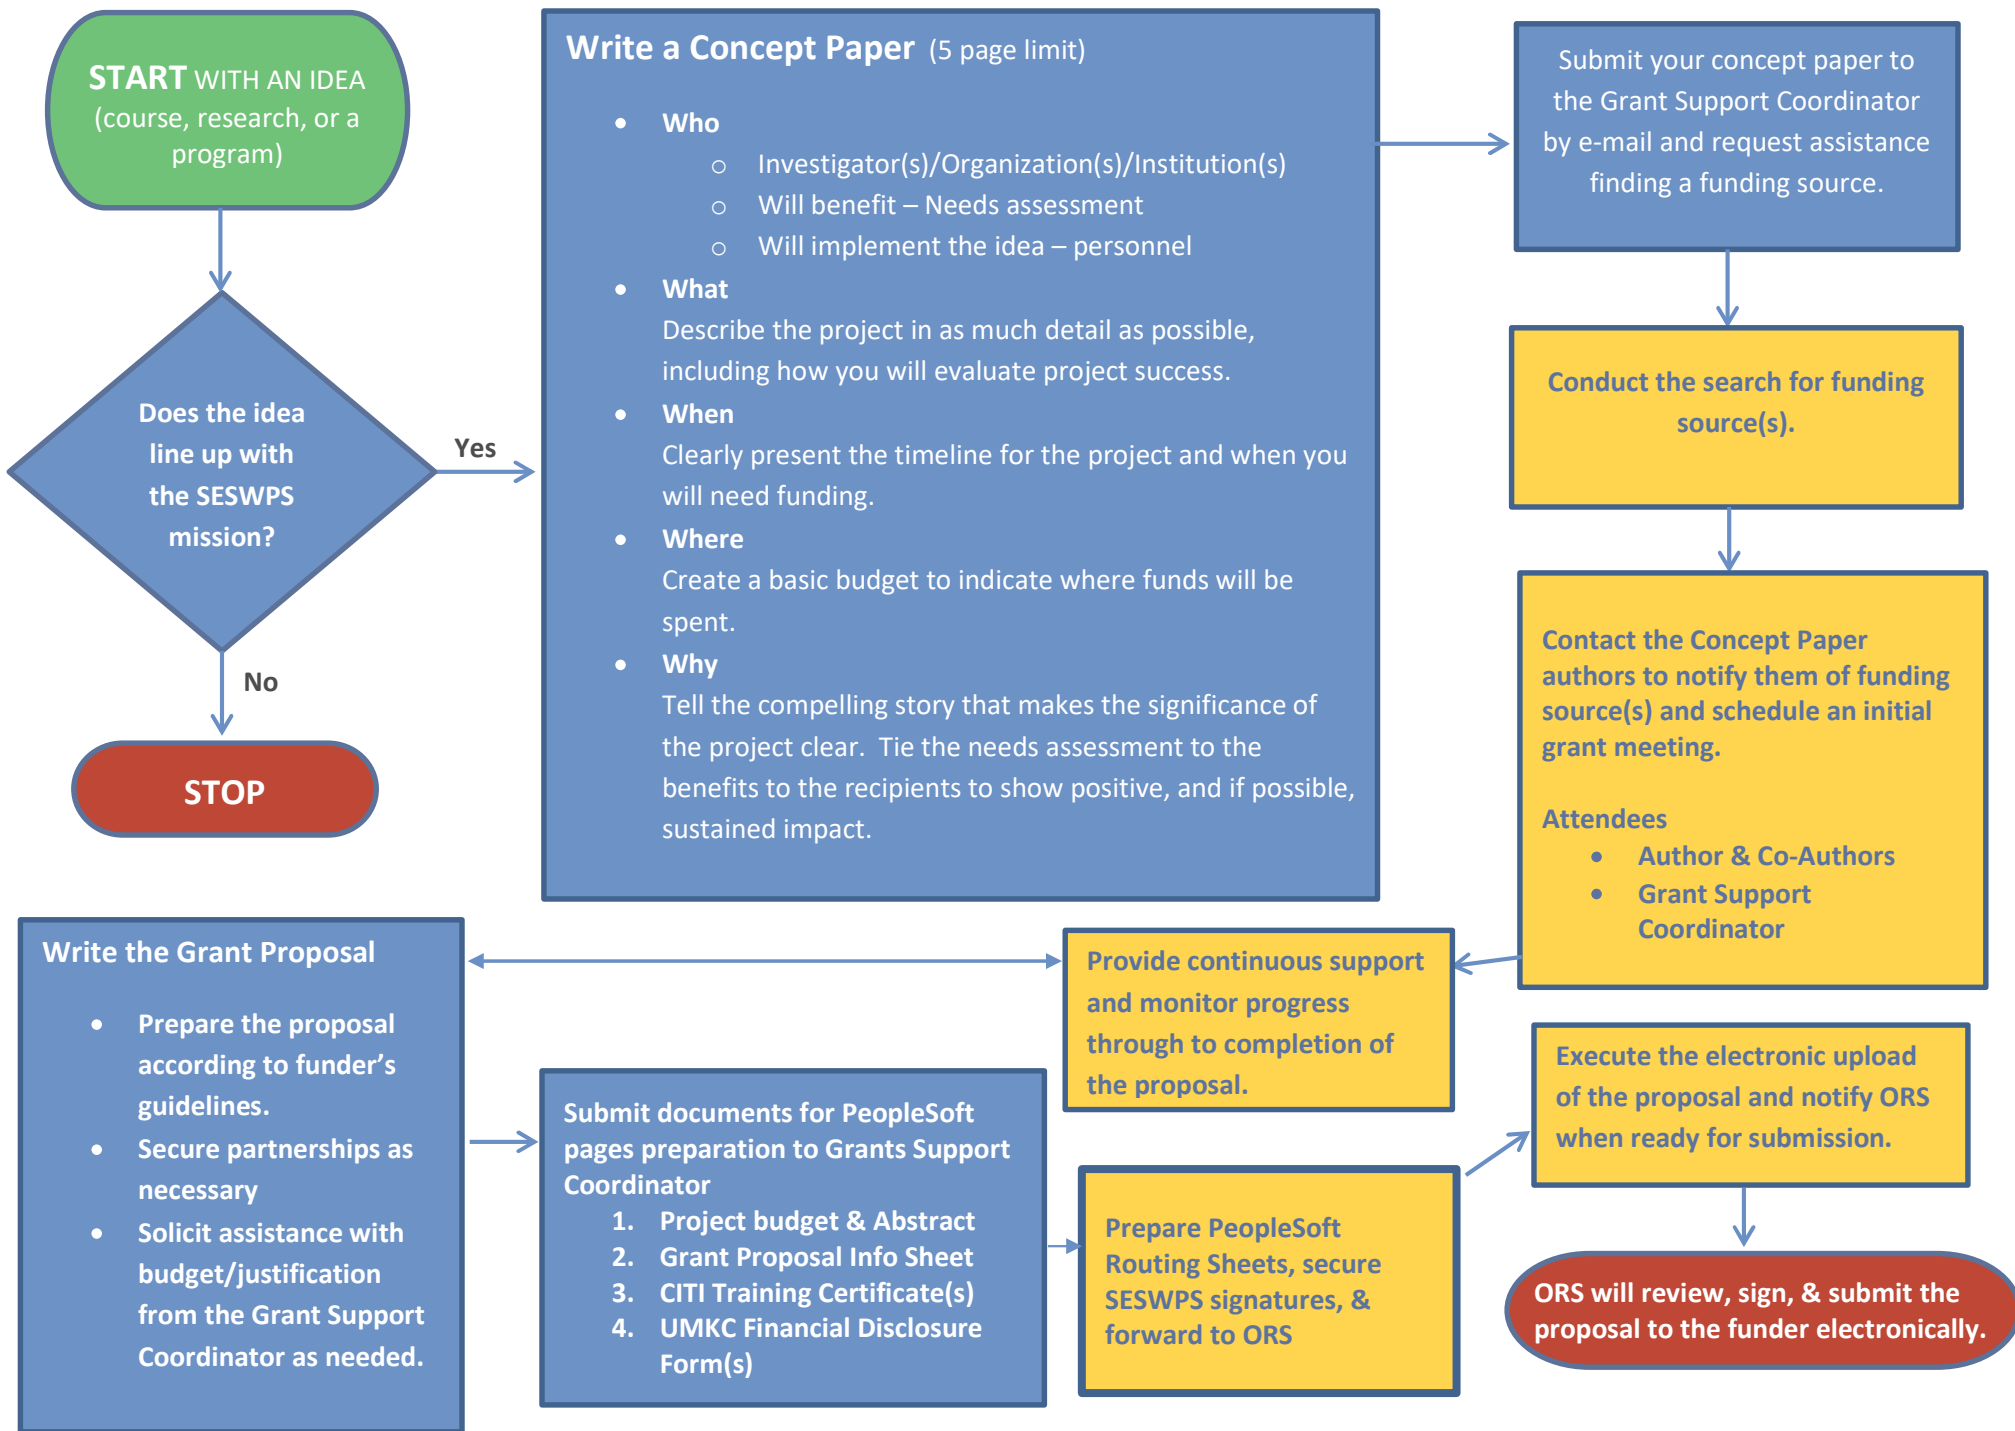 START WITH AN IDEA
(course, research, or a
program)
Does the idea
line up with
the SESWPS
mission?
Yes
No
STOP
Write a Concept Paper (5 page limit)
• Who
o Investigator(s)/Organization(s)/Institution(s)
o Will benefit – Needs assessment
o Will implement the idea – personnel
• What
Describe the project in as much detail as possible,
including how you will evaluate project success.
• When
Clearly present the timeline for the project and when you
will need funding.
• Where
Create a basic budget to indicate where funds will be
spent.
• Why
Tell the compelling story that makes the significance of
the project clear. Tie the needs assessment to the
benefits to the recipients to show positive, and if possible,
sustained impact.
Submit your concept paper to
the Grant Support Coordinator
by e-mail and request assistance
finding a funding source.
Conduct the search for funding
source(s).
Contact the Concept Paper
authors to notify them of funding
source(s) and schedule an initial
grant meeting.
Attendees
• Author & Co-Authors
• Grant Support
Coordinator
Provide continuous support
and monitor progress
through to completion of
the proposal.
Write the Grant Proposal
• Prepare the proposal
according to funder’s
guidelines.
• Secure partnerships as
necessary
• Solicit assistance with
budget/justification
from the Grant Support
Coordinator as needed.
Submit documents for PeopleSoft
pages preparation to Grants Support
Coordinator
1. Project budget & Abstract
2. Grant Proposal Info Sheet
3. CITI Training Certificate(s)
4. UMKC Financial Disclosure
Form(s)
Prepare PeopleSoft
Routing Sheets, secure
SESWPS signatures, &
forward to ORS
Execute the electronic upload
of the proposal and notify ORS
when ready for submission.
ORS will review, sign, & submit the
proposal to the funder electronically.